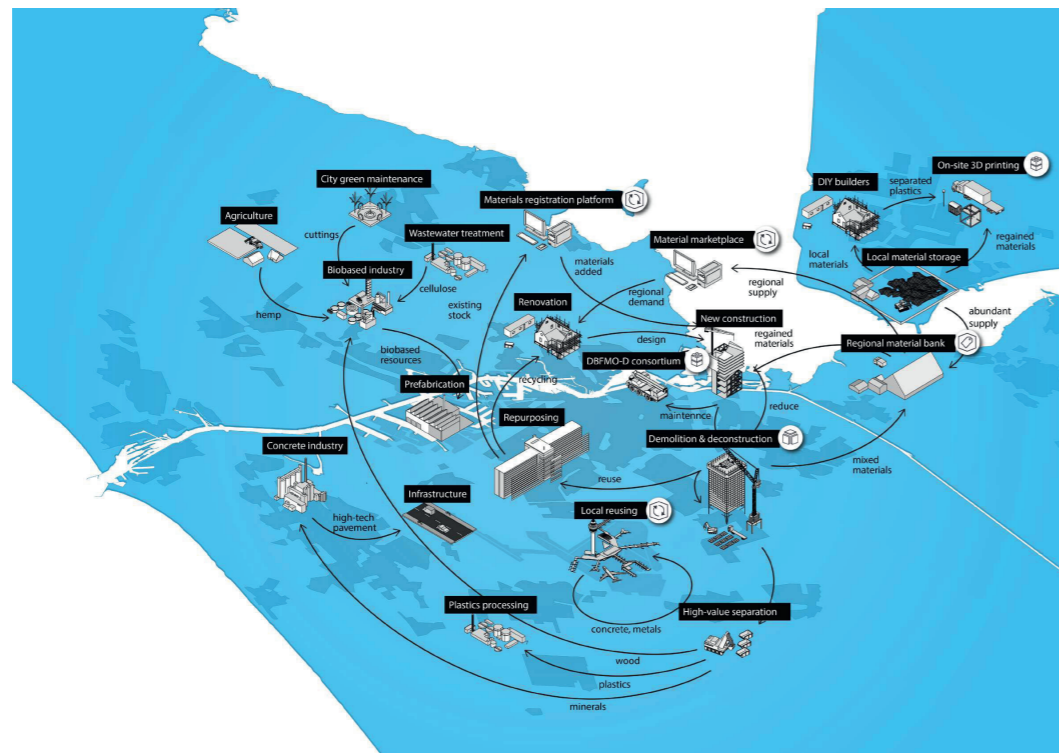 On-site 3D printing
City green maintenance
DIY builders
separated
plastics
Materials registration platform
Agriculture
Wastewater treatment
Material marketplace
cuttings
regained
materials
Biobased industry
materials
added
local
materials
Local material storage
cellulose
regional
supply
existing
stock
Renovation
regional
demand
hemp
New construction
abundant
supply
design
regained
materials
Regional material bank
biobased
resources
DBFMO-D consortium
recycling
Prefabrication
reduce
Repurposing
maintennce
Concrete industry
Demolition & deconstruction
mixed
materials
reuse
Infrastructure
Local reusing
high-tech
pavement
Plastics processing
High-value separation
concrete, metals
wood
plastics
minerals